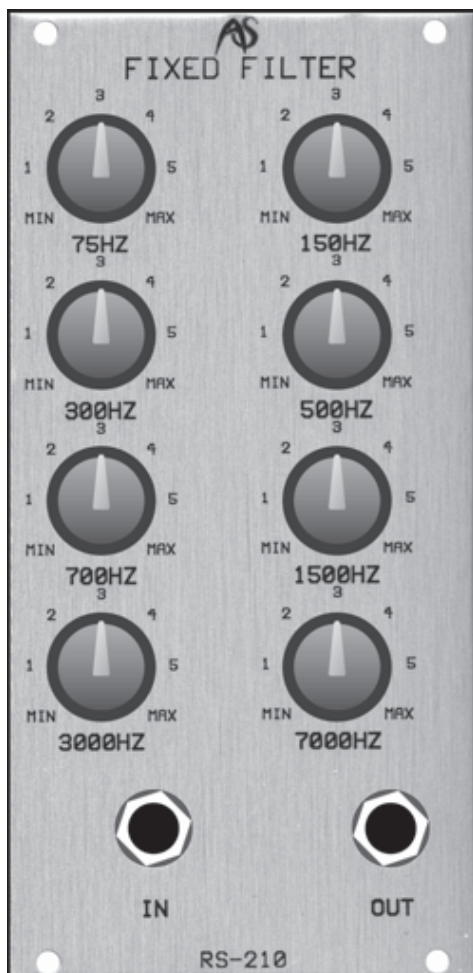 AS
FIXED FILTER
3 3
2 4 2 4
1 5 1 5
MIN MAX MIN MAX
75HZ 150HZ
3 3
2 4 2 4
1 5 1 5
MIN MAX MIN MAX
300HZ 500HZ
3 3
2 4 2 4
1 5 1 5
MIN MAX MIN MAX
700HZ 1500HZ
3 3
2 4 2 4
1 5 1 5
MIN MAX MIN MAX
3000HZ 7000HZ
IN OUT
RS-210